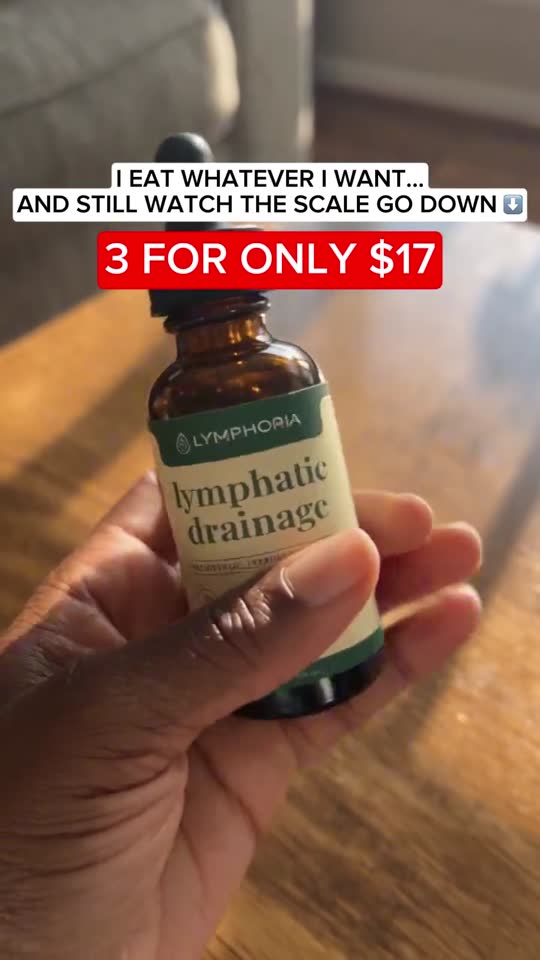 I EAT WHATEVER I WANT...
AND STILL WATCH THE SCALE GO DOWN ⬇️
3 FOR ONLY $17
LYMPHORIA
lymphatic
drainage